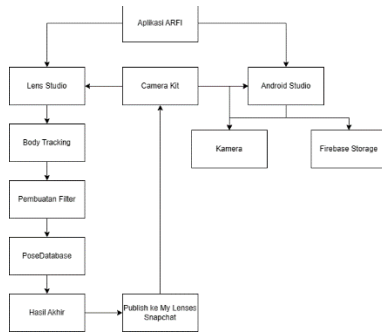 Aplikasi ARFI
Lens Studio
Camera Kit
Android Studio
Body Tracking
Kamera
Firebase Storage
Pembuatan Filter
PoseDatabase
Hasil Akhir
Publish ke My Lenses
Snapchat